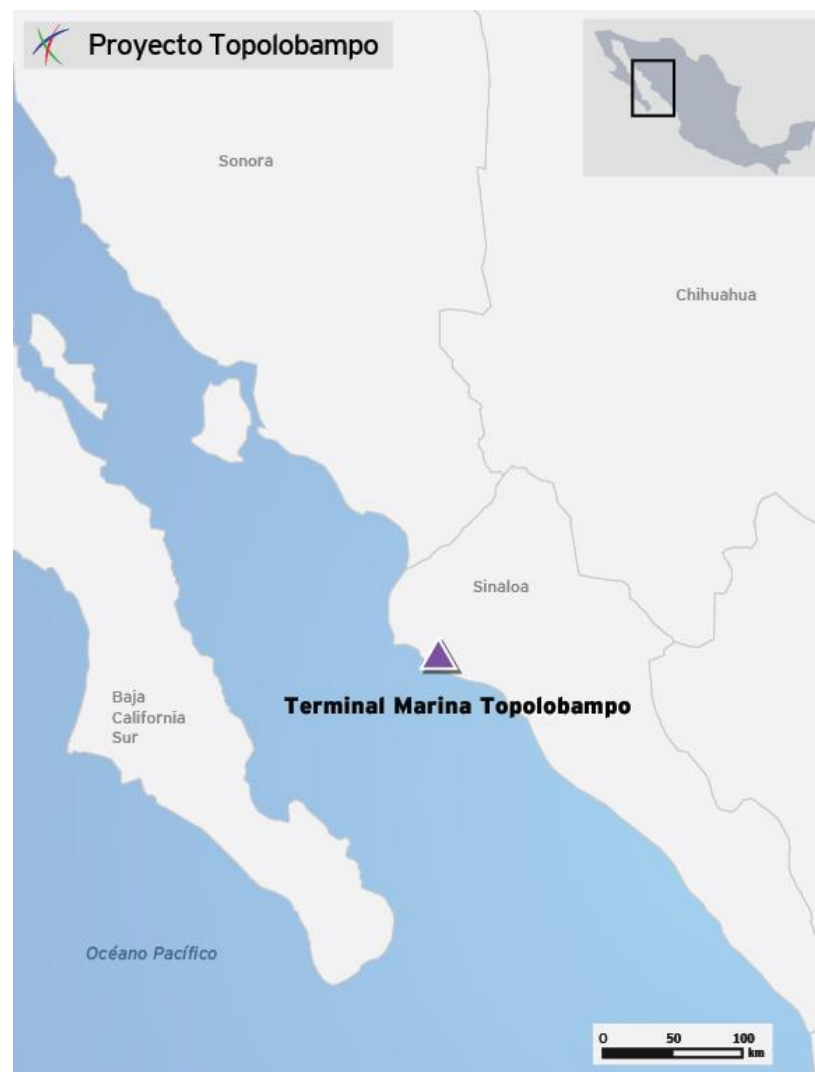 Proyecto Topolobampo
Sonora
Chihuahua
Sinaloa
Terminal Marina Topolobampo
Baja
California
Sur
Océano Pacífico
0 50 100
km